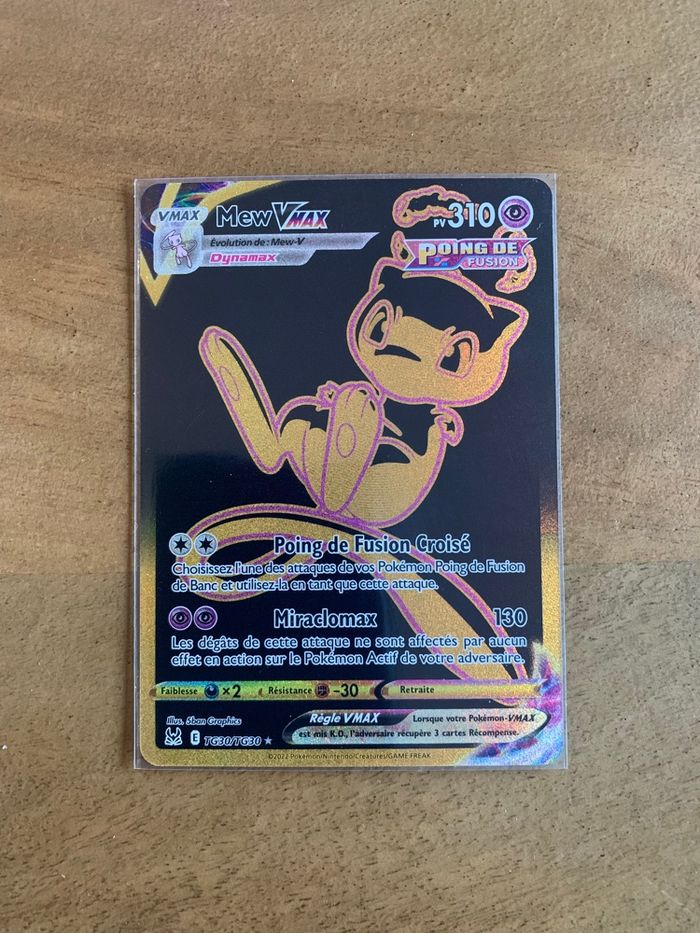 VMAX
Mew VMAX
PV 310
Évolution de : Mew-V
Dynamax
POING DE
FUSION
Poing de Fusion Croisé
Choisissez l'une des attaques de vos Pokémon Poing de Fusion
de Banc et utilisez-la en tant que cette attaque.
Miraclomax 130
Les dégâts de cette attaque ne sont affectés par aucun
effet en action sur le Pokémon Actif de votre adversaire.
Faiblesse ×2 Résistance -30 Retraite
Illus. Sban Graphics
Règle VMAX Lorsque votre Pokémon-VMAX
est mis K.O., l'adversaire récupère 3 cartes Récompense.
E TG30/TG30 ★
©2022 Pokémon/Nintendo/Creatures/GAME FREAK